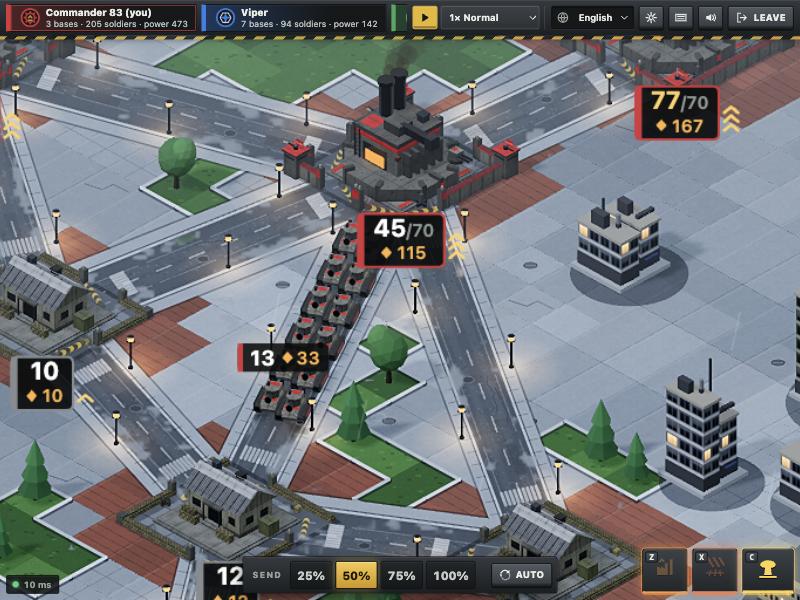 Commander 83 (you)
3 bases · 205 soldiers · power 473
Viper
7 bases · 94 soldiers · power 142
1x Normal
English
LEAVE
77/70
167
45/70
115
13 33
10
10
12
SEND 25% 50% 75% 100% AUTO
Z X C
10 ms